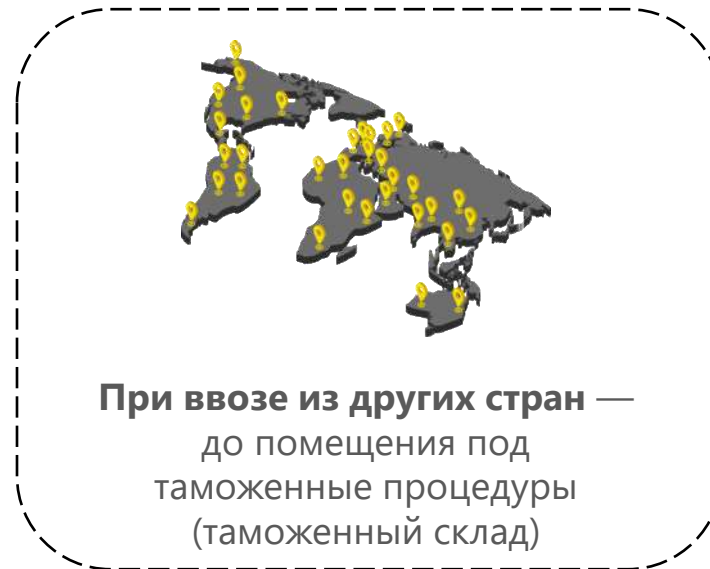 При ввозе из других стран —
до помещения под
таможенные процедуры
(таможенный склад)